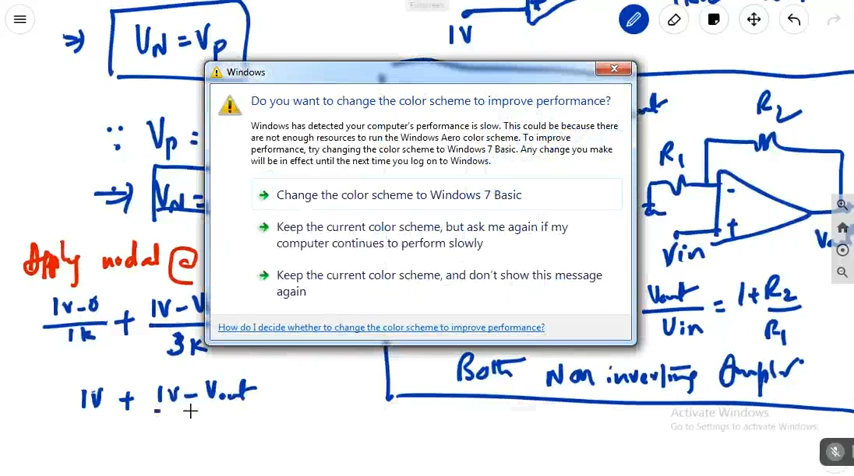 Fullscreen
1V
⇒ VN = Vp
Windows
Do you want to change the color scheme to improve performance?
Windows has detected your computer's performance is slow. This could be because there
are not enough resources to run the Windows Aero color scheme. To improve
performance, try changing the color scheme to Windows 7 Basic. Any change you make
will be in effect until the next time you log on to Windows.
Change the color scheme to Windows 7 Basic
Keep the current color scheme, but ask me again if my
computer continues to perform slowly
Keep the current color scheme, and don't show this message
again
How do I decide whether to change the color scheme to improve performance?
∵ Vp =
⇒ VN =
Apply nodal @
1V-0/1K + 1V-V/3K
1V + 1V - Vout
R2
R1
-
+
Vin
Vout/Vin = 1 + R2/R1
Both Non inverting
Activate Windows
Go to Settings to activate Windows.